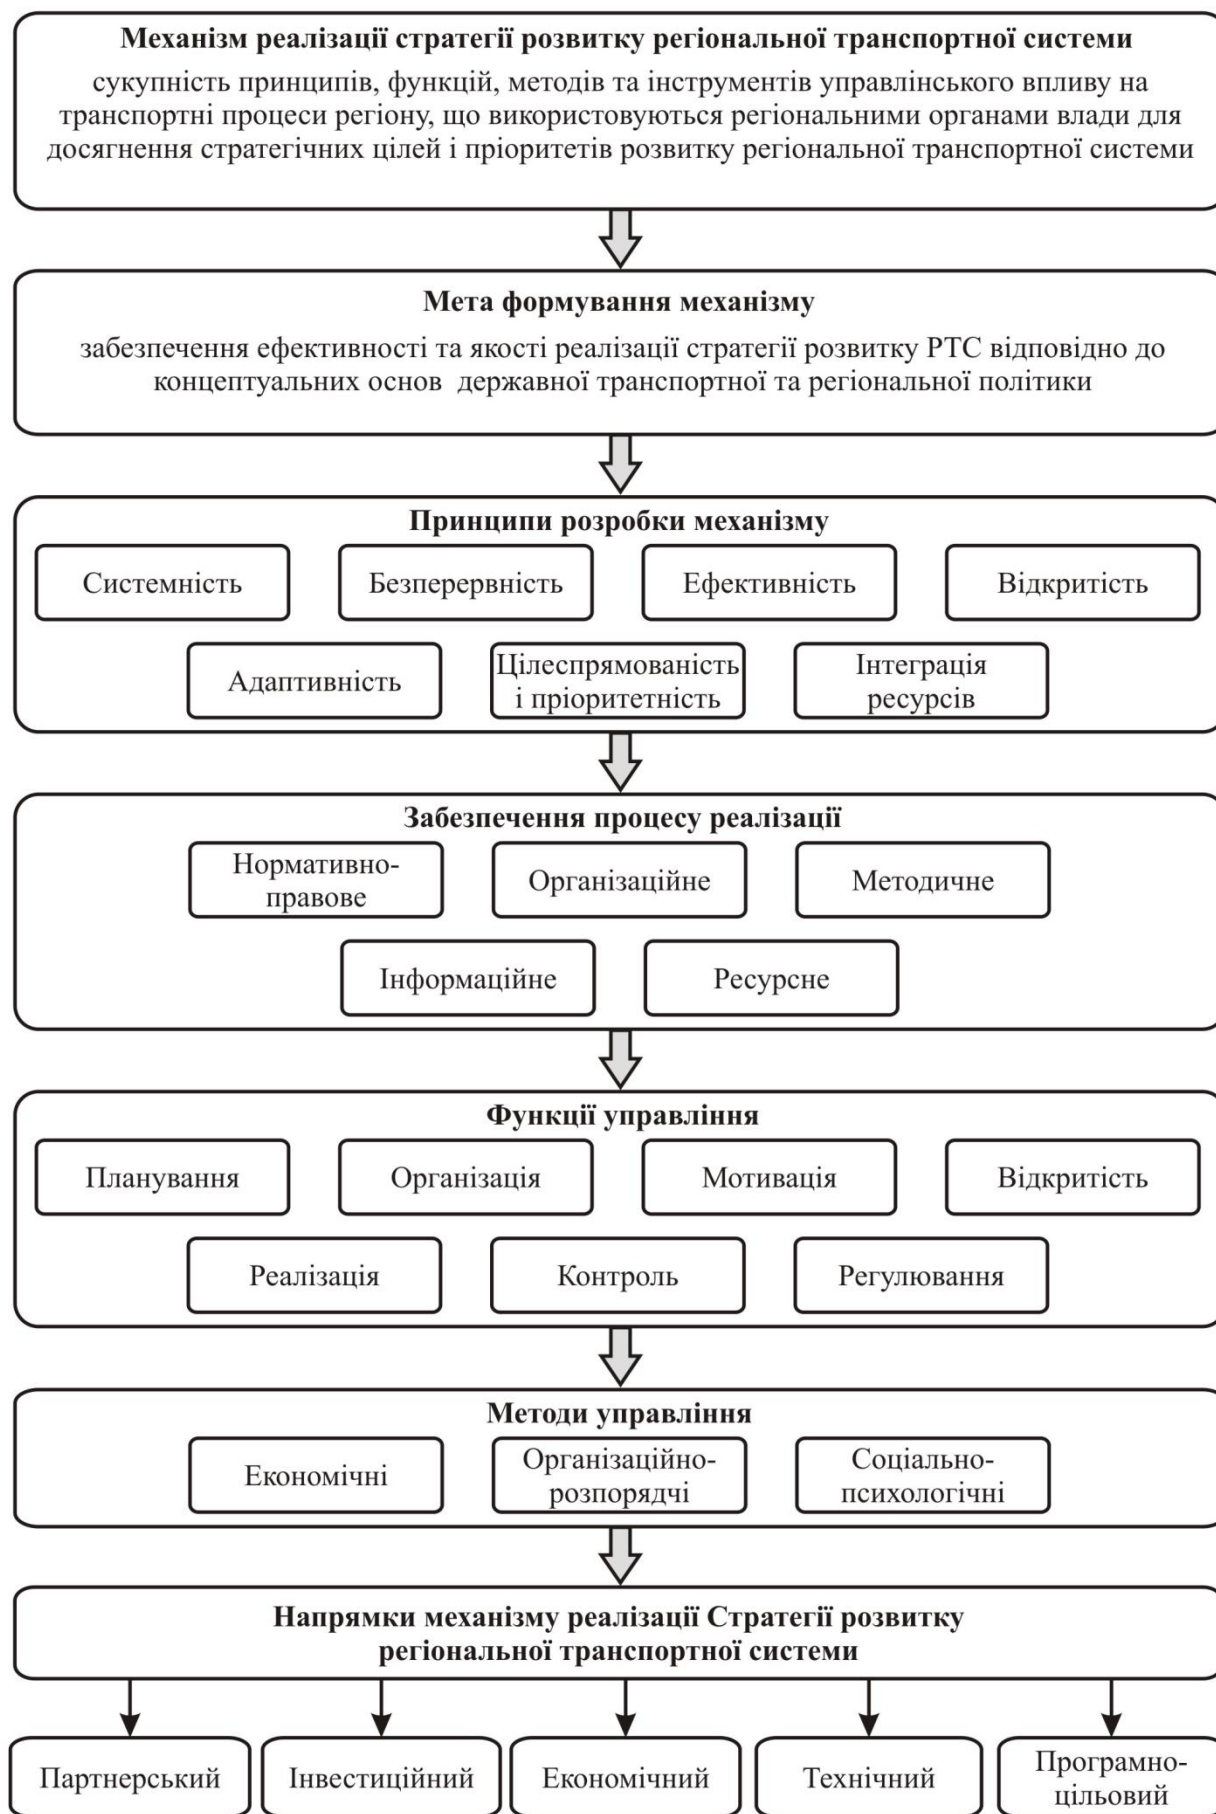 Механізм реалізації стратегії розвитку регіональної транспортної системи
сукупність принципів, функцій, методів та інструментів управлінського впливу на
транспортні процеси регіону, що використовуються регіональними органами влади для
досягнення стратегічних цілей і пріоритетів розвитку регіональної транспортної системи
Мета формування механізму
забезпечення ефективності та якості реалізації стратегії розвитку РТС відповідно до
концептуальних основ державної транспортної та регіональної політики
Принципи розробки механізму
Системність
Безперервність
Ефективність
Відкритість
Адаптивність
Цілеспрямованість
і пріоритетність
Інтеграція
ресурсів
Забезпечення процесу реалізації
Нормативно-
правове
Організаційне
Методичне
Інформаційне
Ресурсне
Функції управління
Планування
Організація
Мотивація
Відкритість
Реалізація
Контроль
Регулювання
Методи управління
Економічні
Організаційно-
розпорядчі
Соціально-
психологічні
Напрямки механізму реалізації Стратегії розвитку
регіональної транспортної системи
Партнерський
Інвестиційний
Економічний
Технічний
Програмно-
цільовий